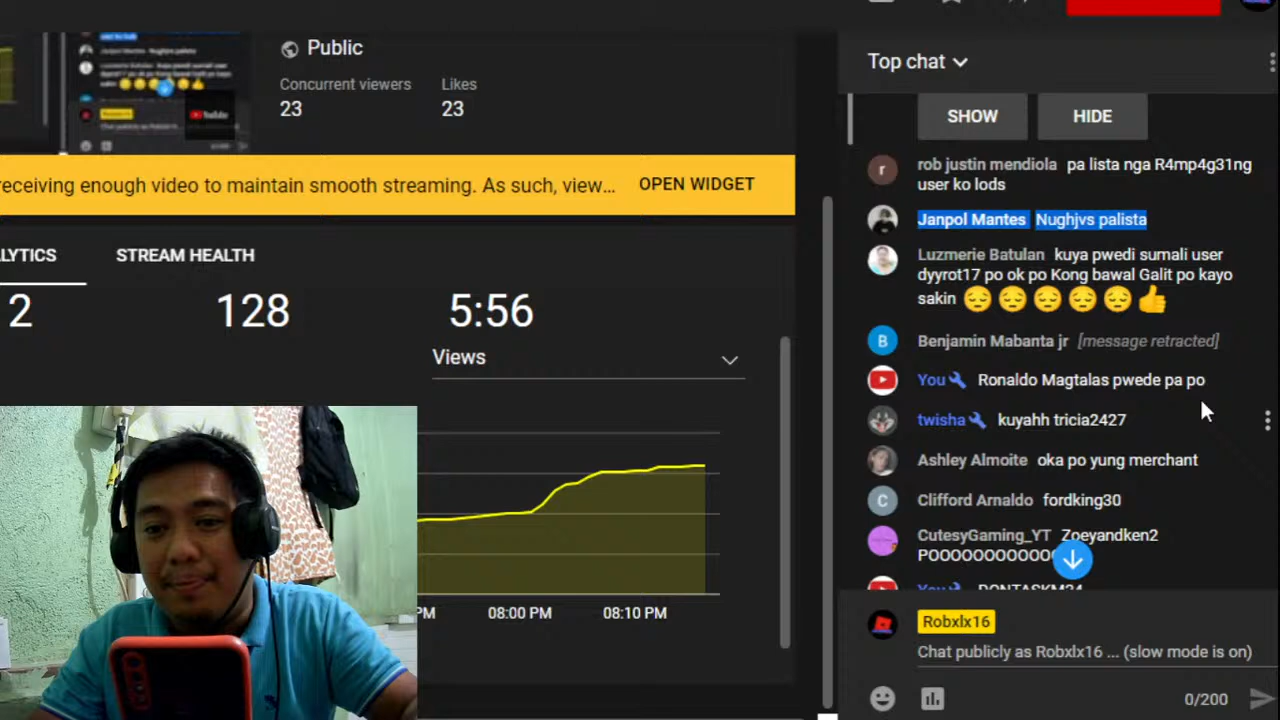 Public
Concurrent viewers
Likes
23
23
receiving enough video to maintain smooth streaming. As such, view...
OPEN WIDGET
LYTICS
STREAM HEALTH
2
128
5:56
Views
PM
08:00 PM
08:10 PM
Top chat
SHOW
HIDE
rob justin mendiola pa lista nga R4mp4g31ng
user ko lods
Janpol Mantes Nughjvs palista
Luzmerie Batulan kuya pwedi sumali user
dyyrot17 po ok po Kong bawal Galit po kayo
sakin 😔😔😔😔😔👍
B
Benjamin Mabanta jr [message retracted]
You Ronaldo Magtalas pwede pa po
twisha kuyahh tricia2427
Ashley Almoite oka po yung merchant
C
Clifford Arnaldo fordking30
CutesyGaming_YT Zoeyandken2
Robxlx16
Chat publicly as Robxlx16 ... (slow mode is on)
0/200